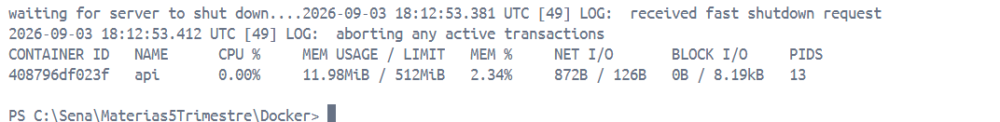 waiting for server to shut down....2026-09-03 18:12:53.381 UTC [49] LOG:  received fast shutdown request
2026-09-03 18:12:53.412 UTC [49] LOG:  aborting any active transactions
CONTAINER ID   NAME      CPU %     MEM USAGE / LIMIT   MEM %     NET I/O       BLOCK I/O     PIDS
408796df023f   api       0.00%     11.98MiB / 512MiB   2.34%     872B / 126B   0B / 8.19kB   13
PS C:\Sena\Materias5Trimestre\Docker>